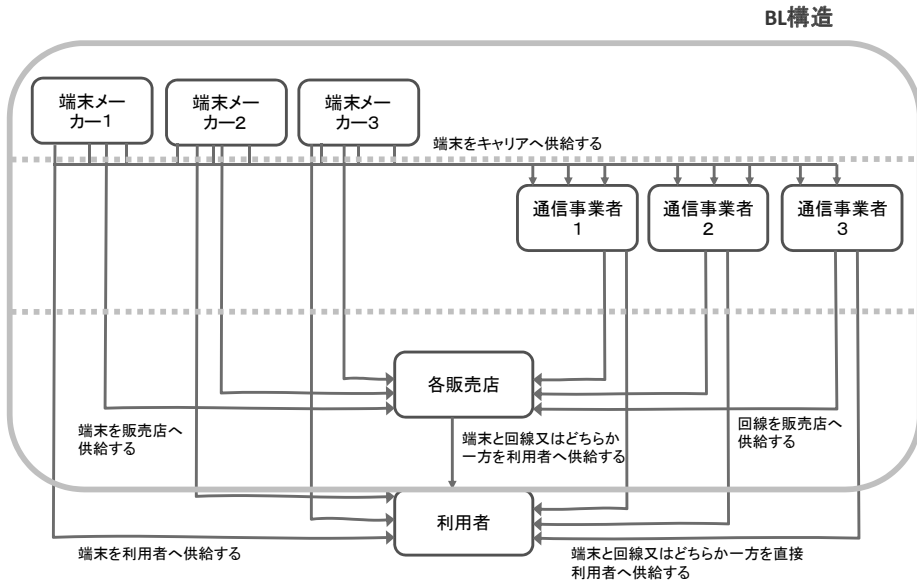 BL構造
端末メー
カー1
端末メー
カー2
端末メー
カー3
端末をキャリアへ供給する
通信事業者
1
通信事業者
2
通信事業者
3
各販売店
端末を販売店へ
供給する
端末と回線又はどちらか
一方を利用者へ供給する
回線を販売店へ
供給する
利用者
端末を利用者へ供給する
端末と回線又はどちらか一方を直接
利用者へ供給する